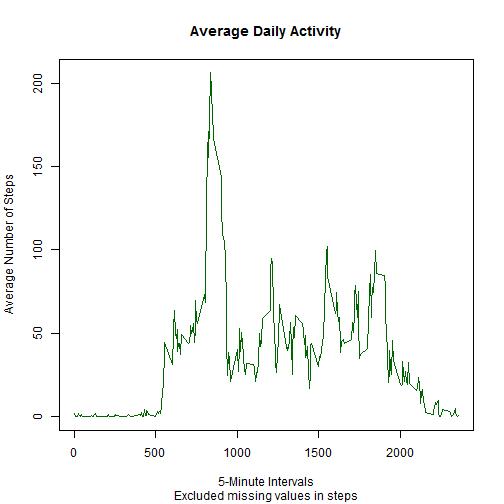 Average Daily Activity
Average Number of Steps
200
150
100
50
0
0 500 1000 1500 2000
5-Minute Intervals
Excluded missing values in steps